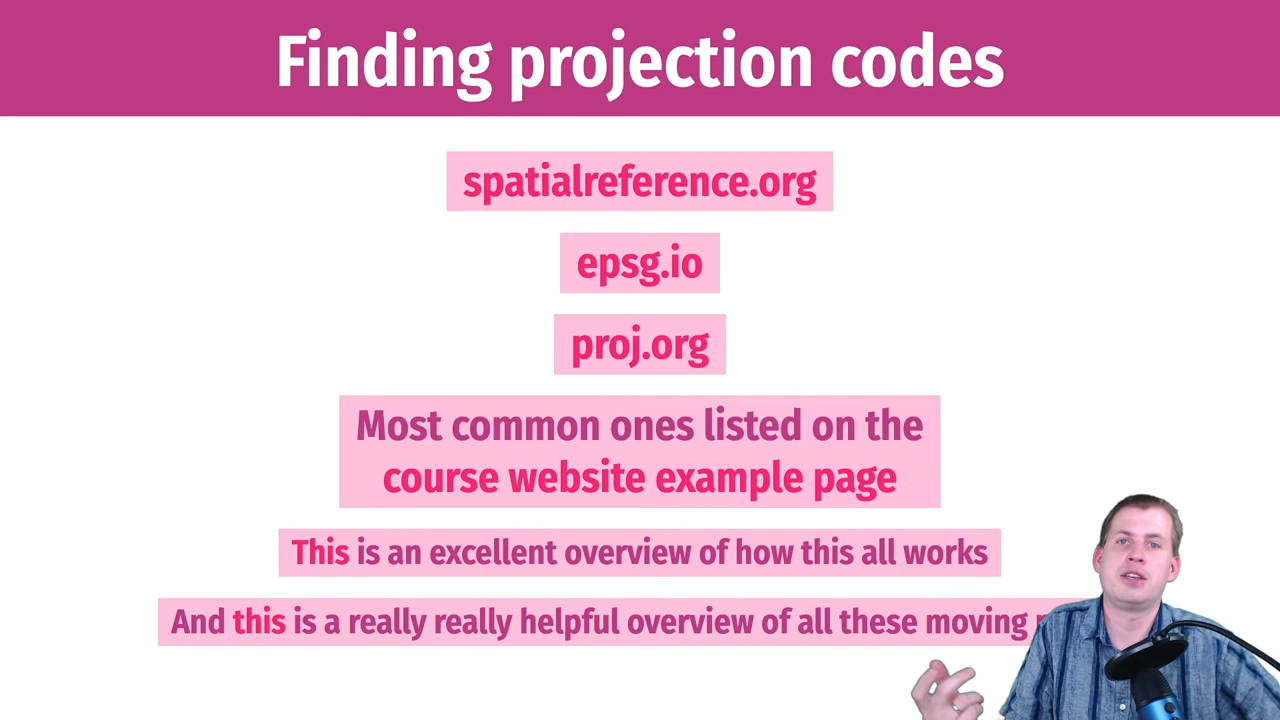 Finding projection codes
spatialreference.org
epsg.io
proj.org
Most common ones listed on the
course website example page
This is an excellent overview of how this all works
And this is a really really helpful overview of all these moving